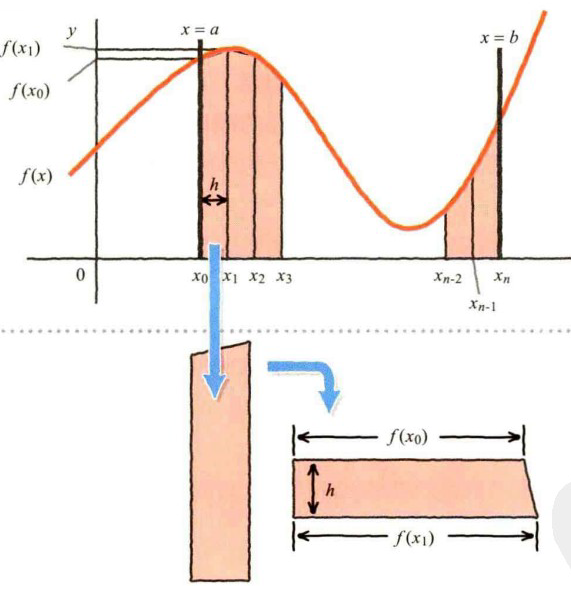 y
x = a
x = b
f(x₁)
f(x₀)
f(x)
h
0
x₀
x₁
x₂
x₃
xₙ₋₂
xₙ
xₙ₋₁
f(x₀)
h
f(x₁)